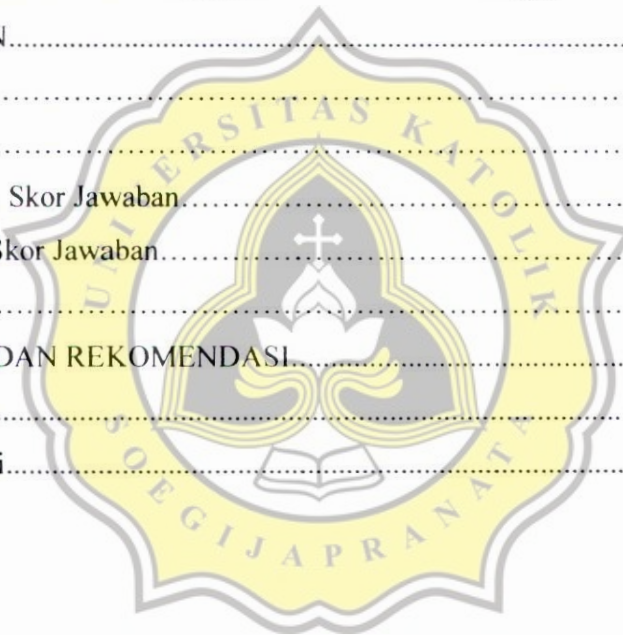 N
Skor Jawaban
Skor Jawaban
DAN REKOMENDASI
i
UNIVERSITAS KATOLIK
SOEGIJAPRANATA